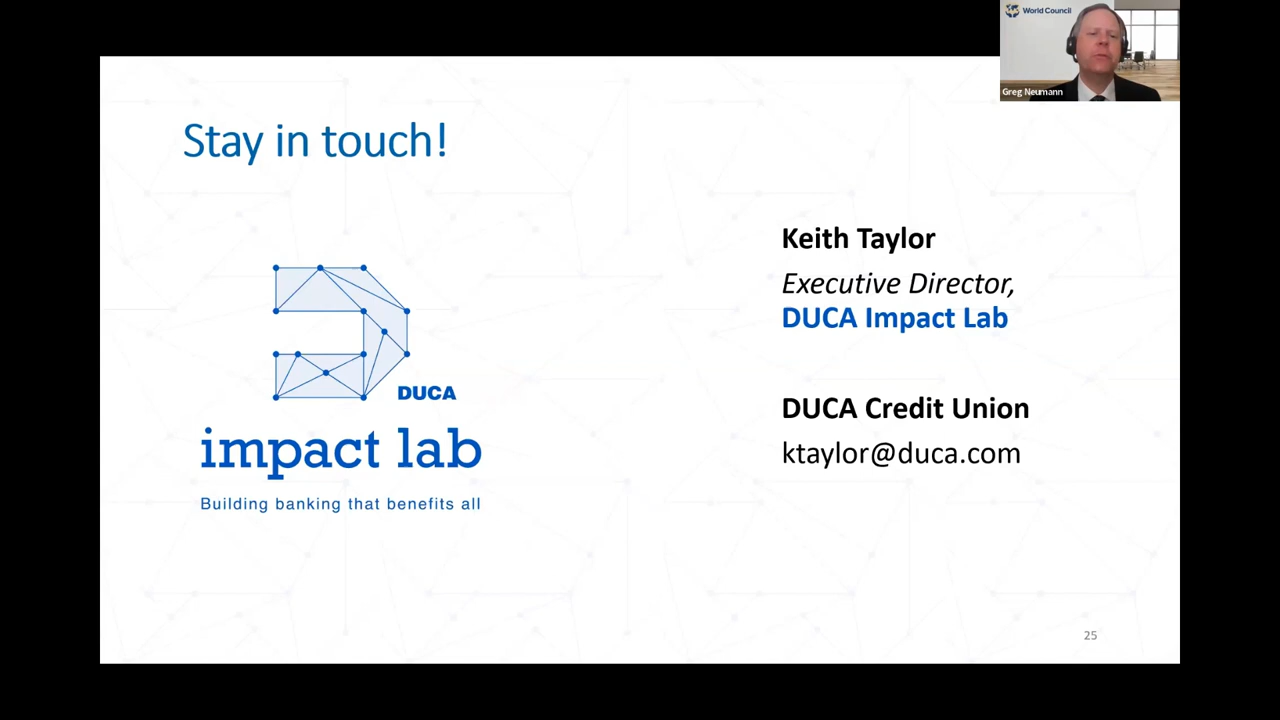 World Council
Greg Neumann
Stay in touch!
Keith Taylor
Executive Director,
DUCA Impact Lab
DUCA Credit Union
ktaylor@duca.com
DUCA
impact lab
Building banking that benefits all
25